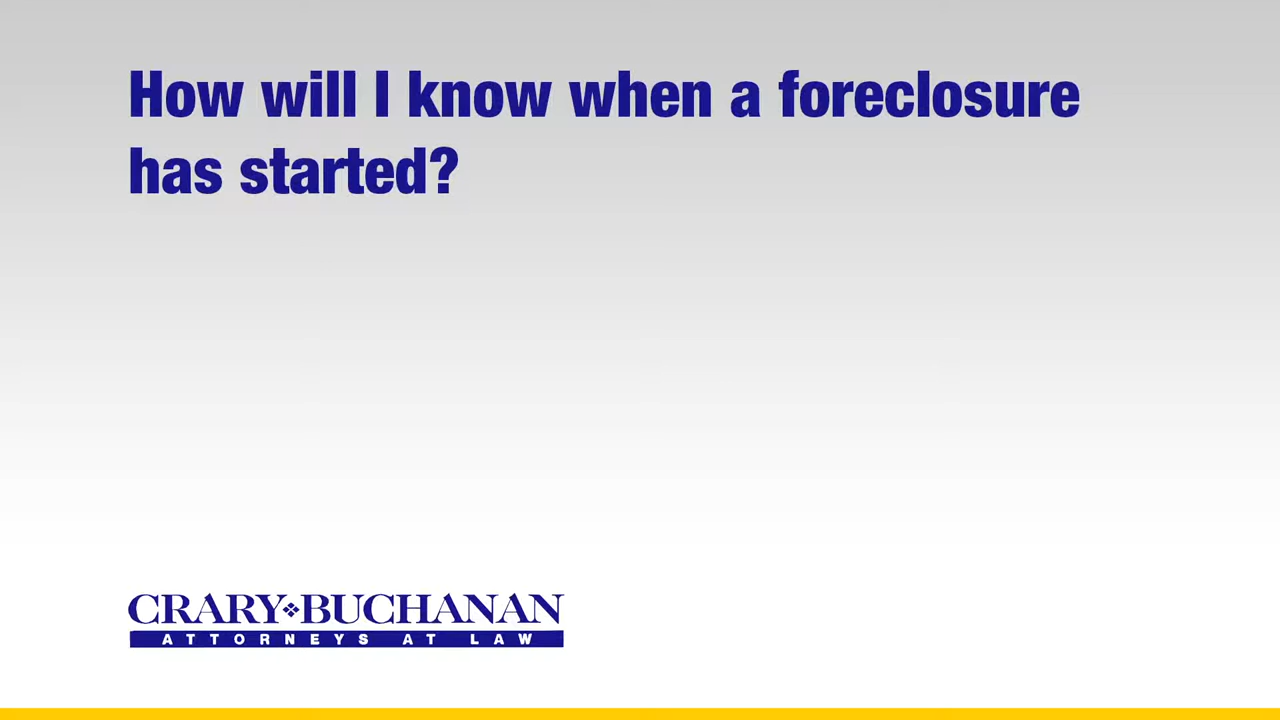 How will I know when a foreclosure
has started?
CRARY BUCHANAN
ATTORNEYS AT LAW